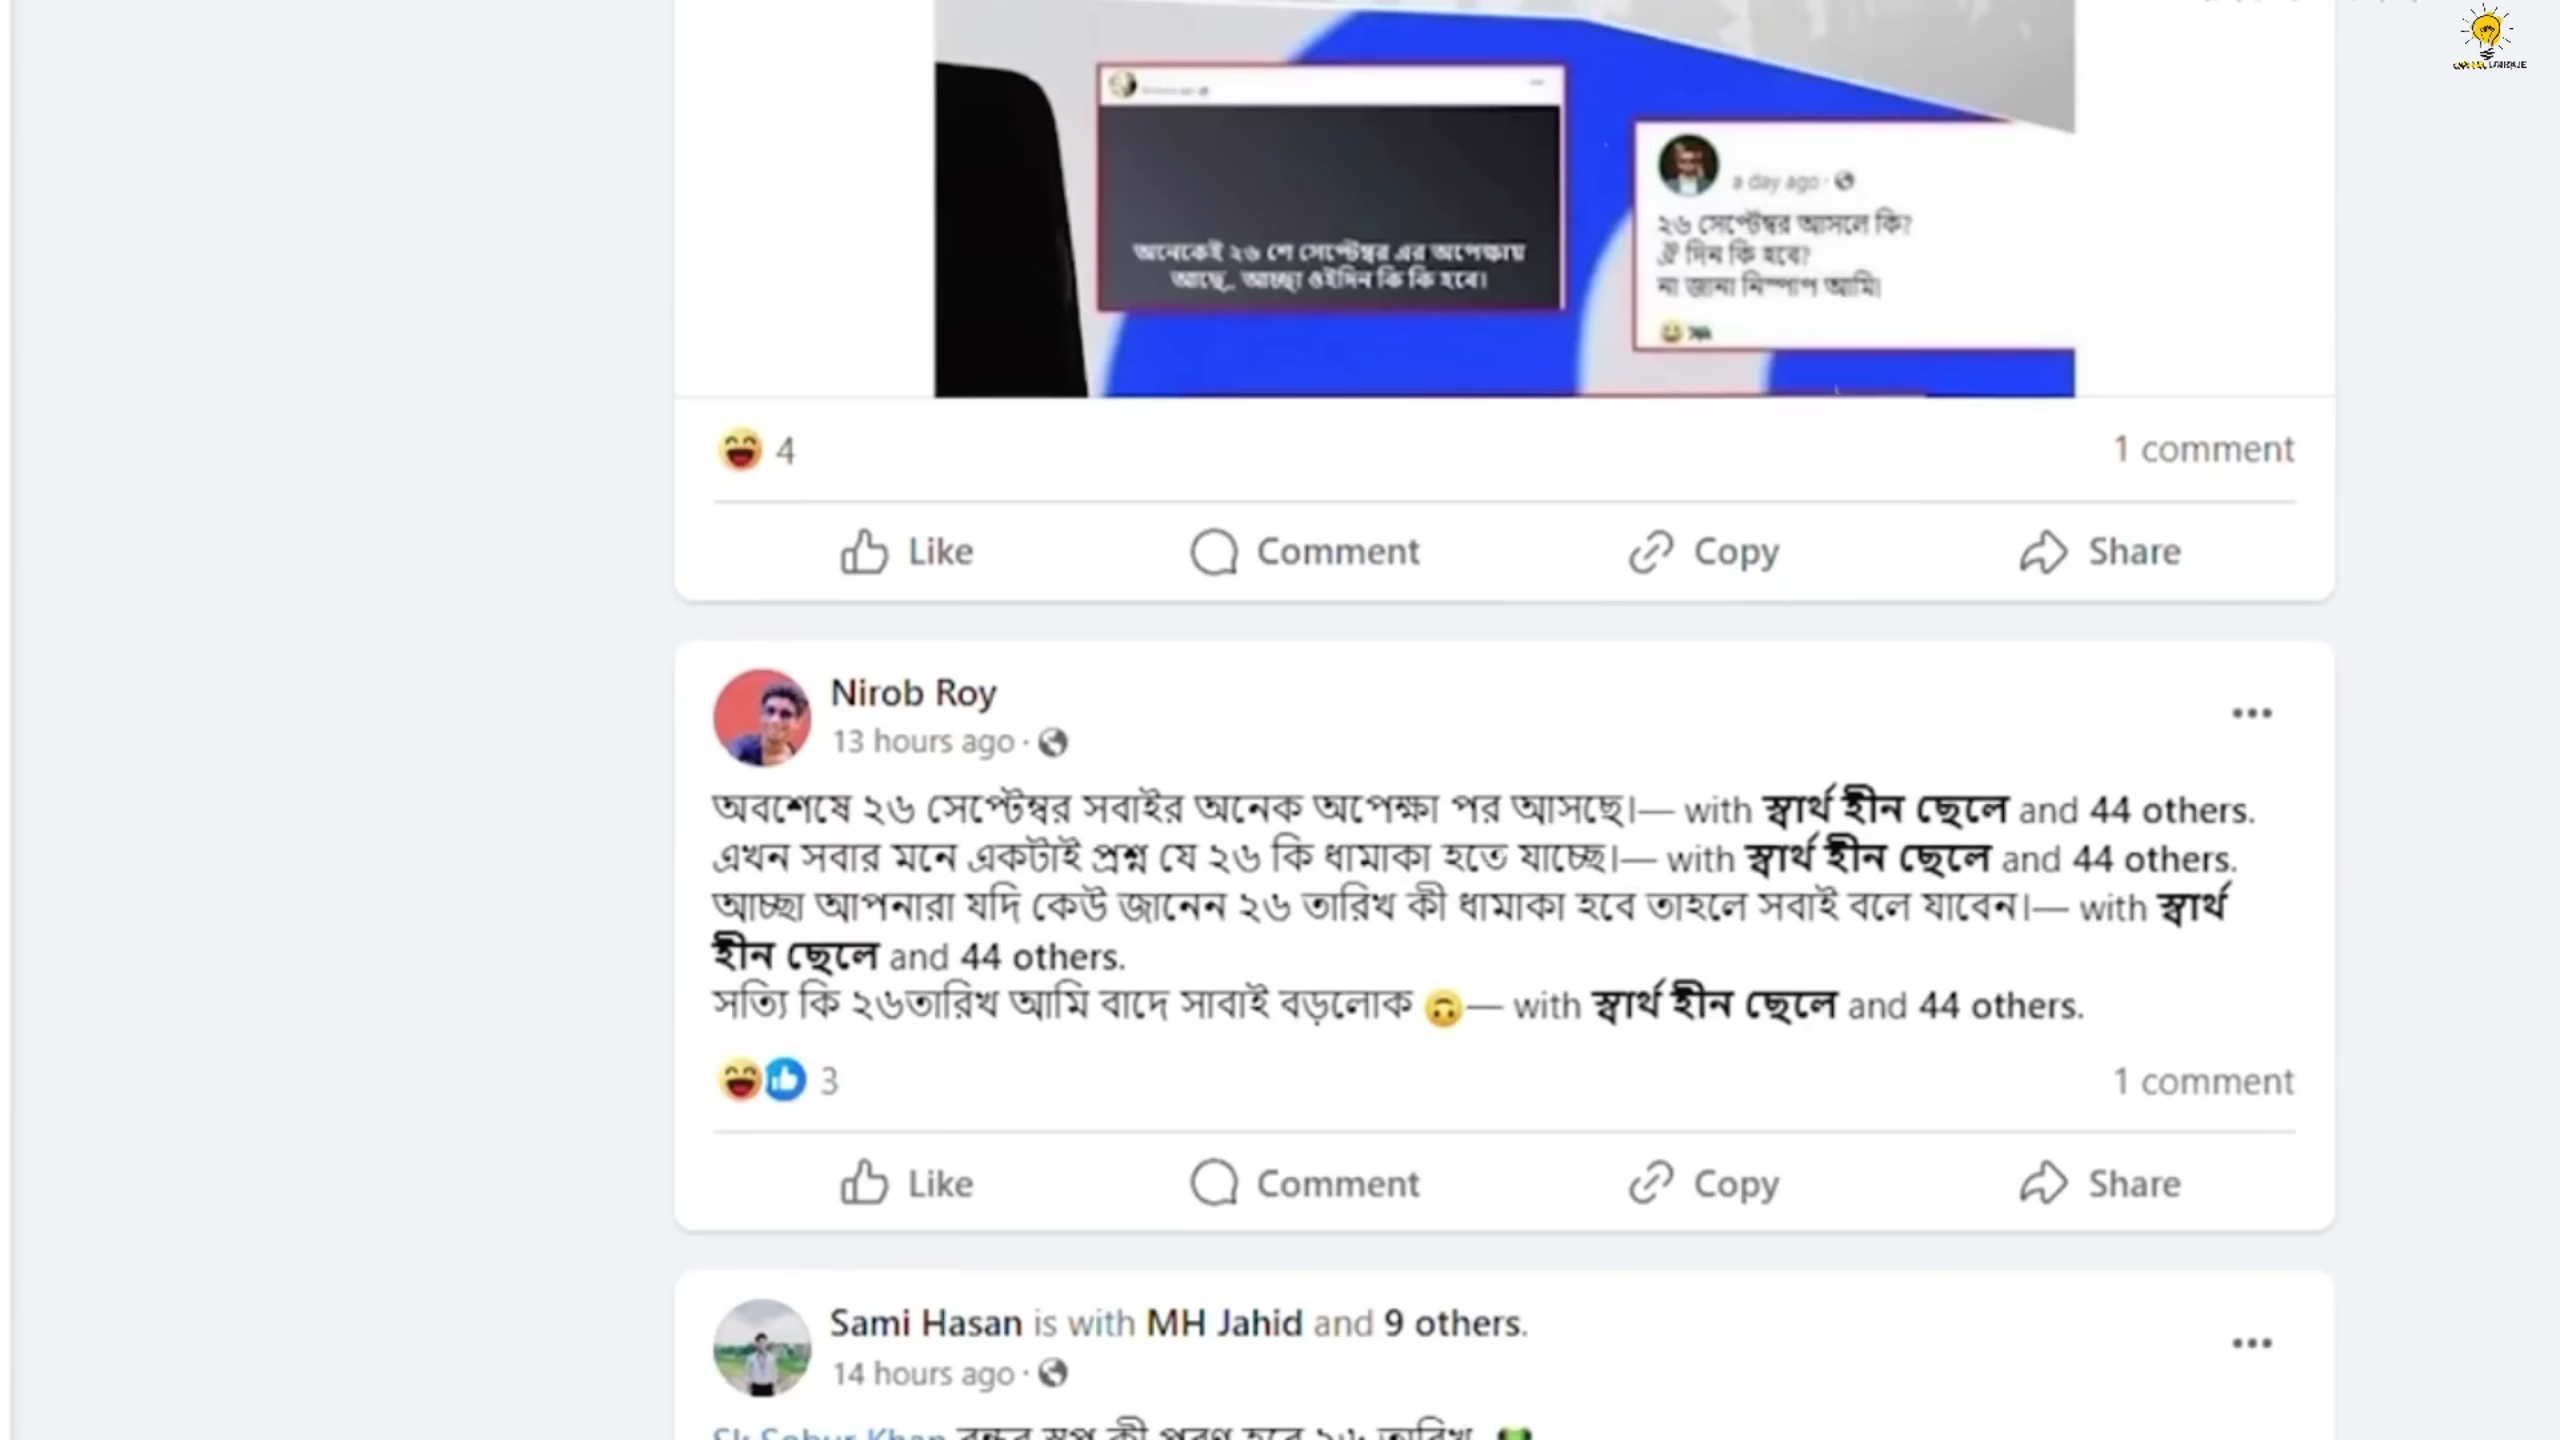 অনেকেই ২৬ শে সেপ্টেম্বর এর অপেক্ষায়
আছে.. আচ্ছা ওইদিন কি কি হবে।
a day ago ·
২৬ সেপ্টেম্বর আসলে কি?
ঐ দিন কি হবে?
না জানা নিস্পাপ আমি।
4
1 comment
Like Comment Copy Share
Nirob Roy
13 hours ago ·
অবশেষে ২৬ সেপ্টেম্বর সবাইর অনেক অপেক্ষা পর আসছে।— with স্বার্থ হীন ছেলে and 44 others.
এখন সবার মনে একটাই প্রশ্ন যে ২৬ কি ধামাকা হতে যাচ্ছে।— with স্বার্থ হীন ছেলে and 44 others.
আচ্ছা আপনারা যদি কেউ জানেন ২৬ তারিখ কী ধামাকা হবে তাহলে সবাই বলে যাবেন।— with স্বার্থ
হীন ছেলে and 44 others.
সত্যি কি ২৬তারিখ আমি বাদে সাবাই বড়লোক 🙃— with স্বার্থ হীন ছেলে and 44 others.
3
1 comment
Like Comment Copy Share
Sami Hasan is with MH Jahid and 9 others.
14 hours ago ·